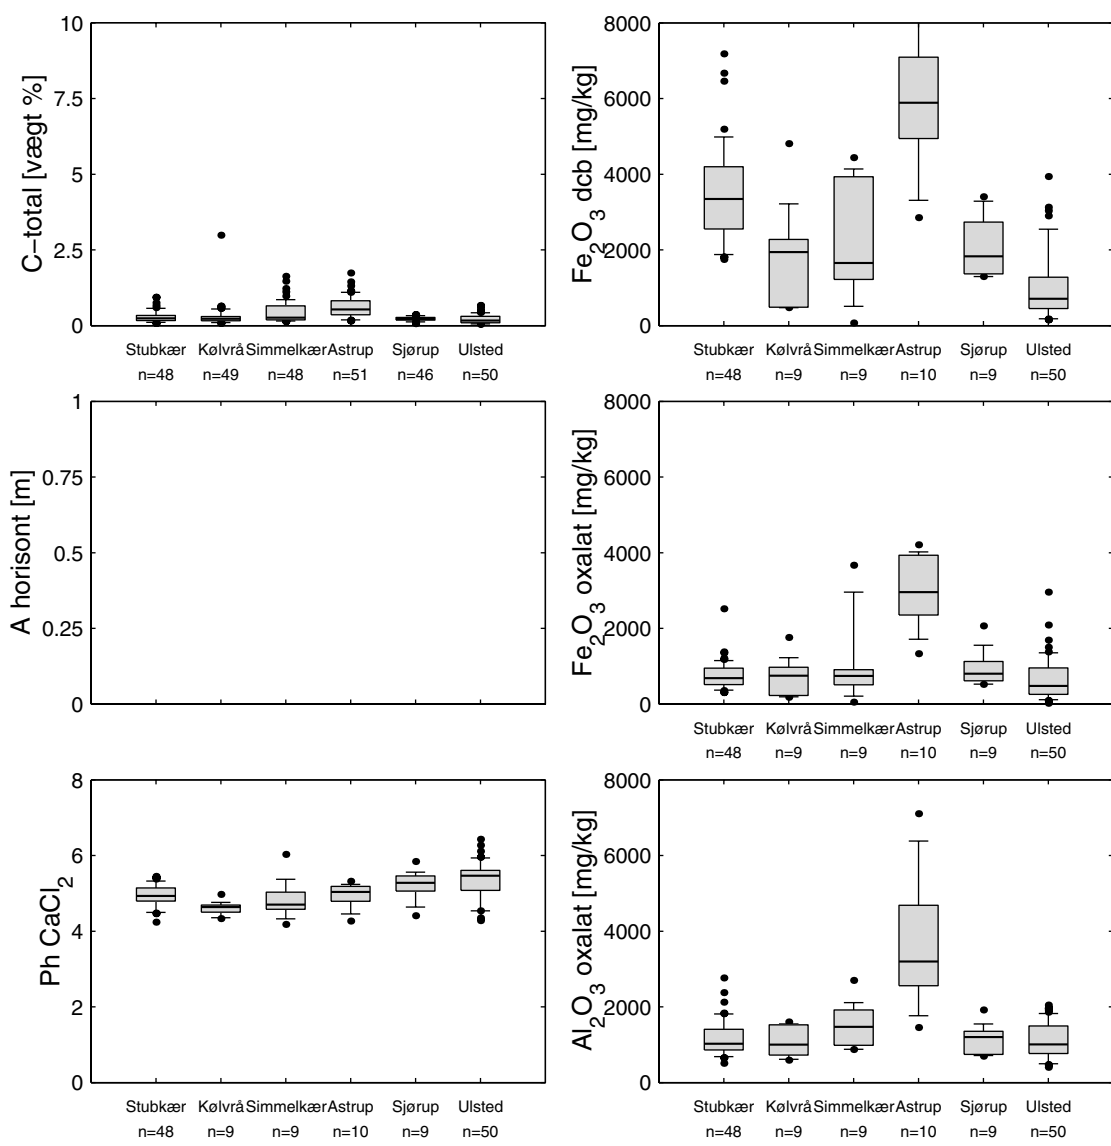 C-total [vægt %]
10
7.5
5
2.5
0
Stubkær Kølvrå Simmelkær Astrup Sjørup Ulsted
n=48 n=49 n=48 n=51 n=46 n=50
Fe2O3 dcb [mg/kg]
8000
6000
4000
2000
0
Stubkær Kølvrå Simmelkær Astrup Sjørup Ulsted
n=48 n=9 n=9 n=10 n=9 n=50
A horisont [m]
1
0.75
0.5
0.25
0
Fe2O3 oxalat [mg/kg]
8000
6000
4000
2000
0
Stubkær Kølvrå Simmelkær Astrup Sjørup Ulsted
n=48 n=9 n=9 n=10 n=9 n=50
Ph CaCl2
8
6
4
2
0
Stubkær Kølvrå Simmelkær Astrup Sjørup Ulsted
n=48 n=9 n=9 n=10 n=9 n=50
Al2O3 oxalat [mg/kg]
8000
6000
4000
2000
0
Stubkær Kølvrå Simmelkær Astrup Sjørup Ulsted
n=48 n=9 n=9 n=10 n=9 n=50